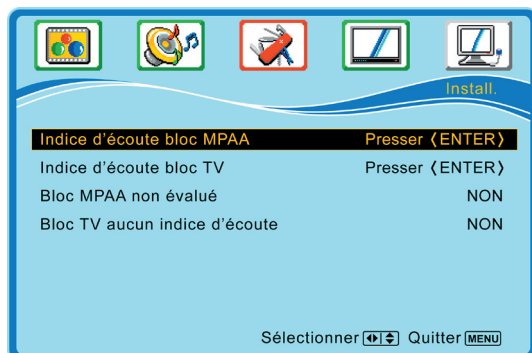 Install.
Indice d'écoute bloc MPAA Presser 〈ENTER〉
Indice d'écoute bloc TV Presser 〈ENTER〉
Bloc MPAA non évalué NON
Bloc TV aucun indice d'écoute NON
Sélectionner Quitter MENU